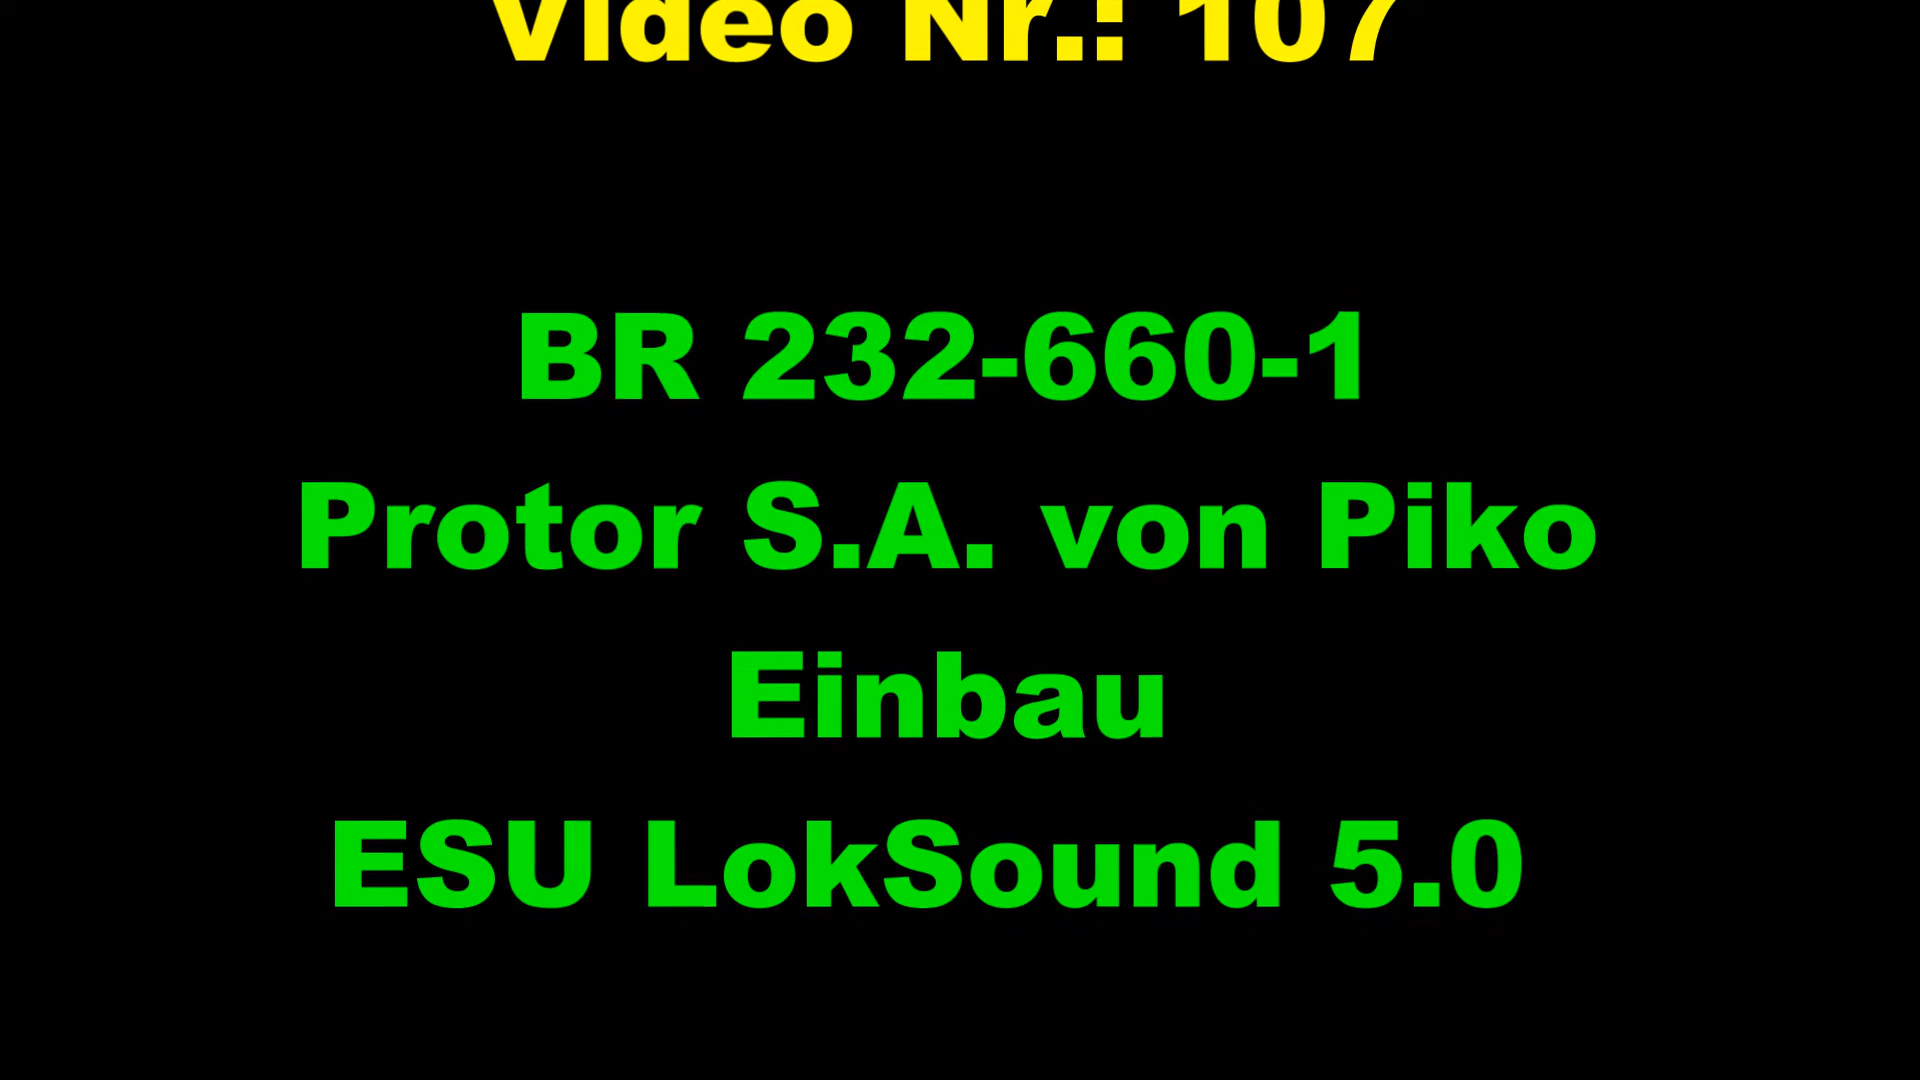 Video Nr.: 107
BR 232-660-1
Protor S.A. von Piko
Einbau
ESU LokSound 5.0